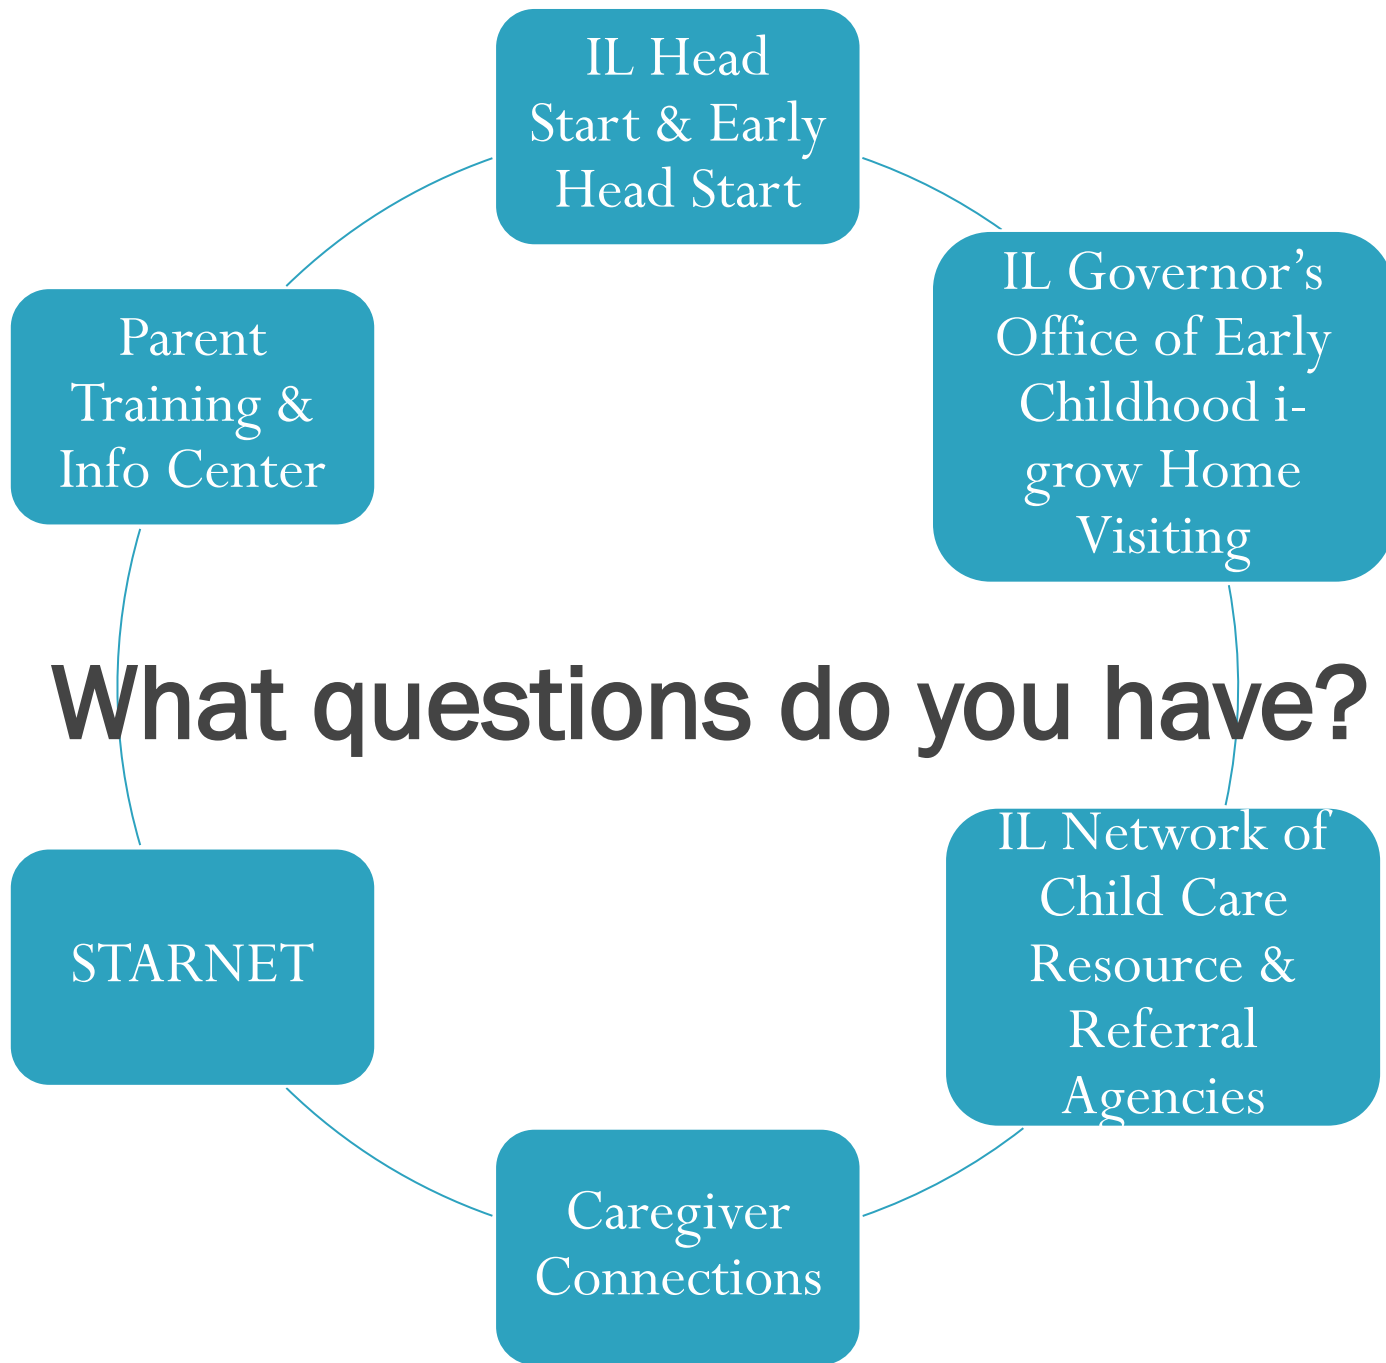 IL Head
Start & Early
Head Start
IL Governor’s
Office of Early
Childhood i-
grow Home
Visiting
Parent
Training &
Info Center
What questions do you have?
IL Network of
Child Care
Resource &
Referral
Agencies
STARNET
Caregiver
Connections